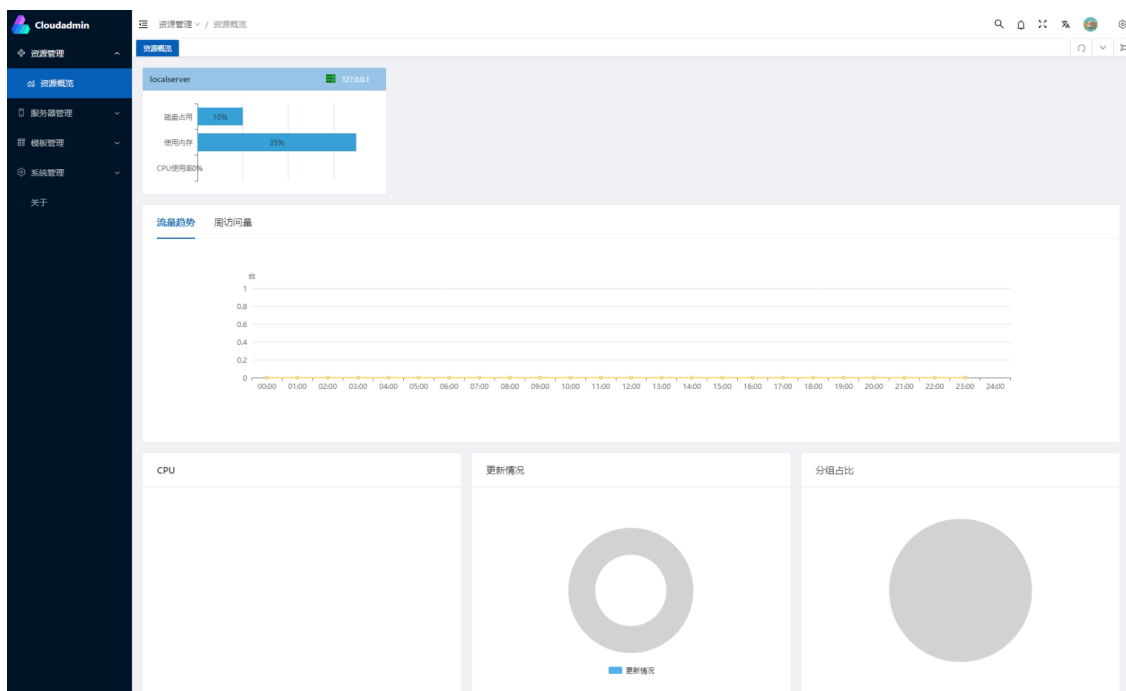 Cloudadmin
资源管理 / 资源概览
资源管理
资源概览
服务器管理
模板管理
系统管理
关于
资源概览
localserver 127.0.0.1
磁盘占用 10%
使用内存 35%
CPU使用率0%
流量趋势 周访问量
台
1
0.8
0.6
0.4
0.2
0
00:00 01:00 02:00 03:00 04:00 05:00 06:00 07:00 08:00 09:00 10:00 11:00 12:00 13:00 14:00 15:00 16:00 17:00 18:00 19:00 20:00 21:00 22:00 23:00 24:00
CPU
更新情况
更新情况
分组占比